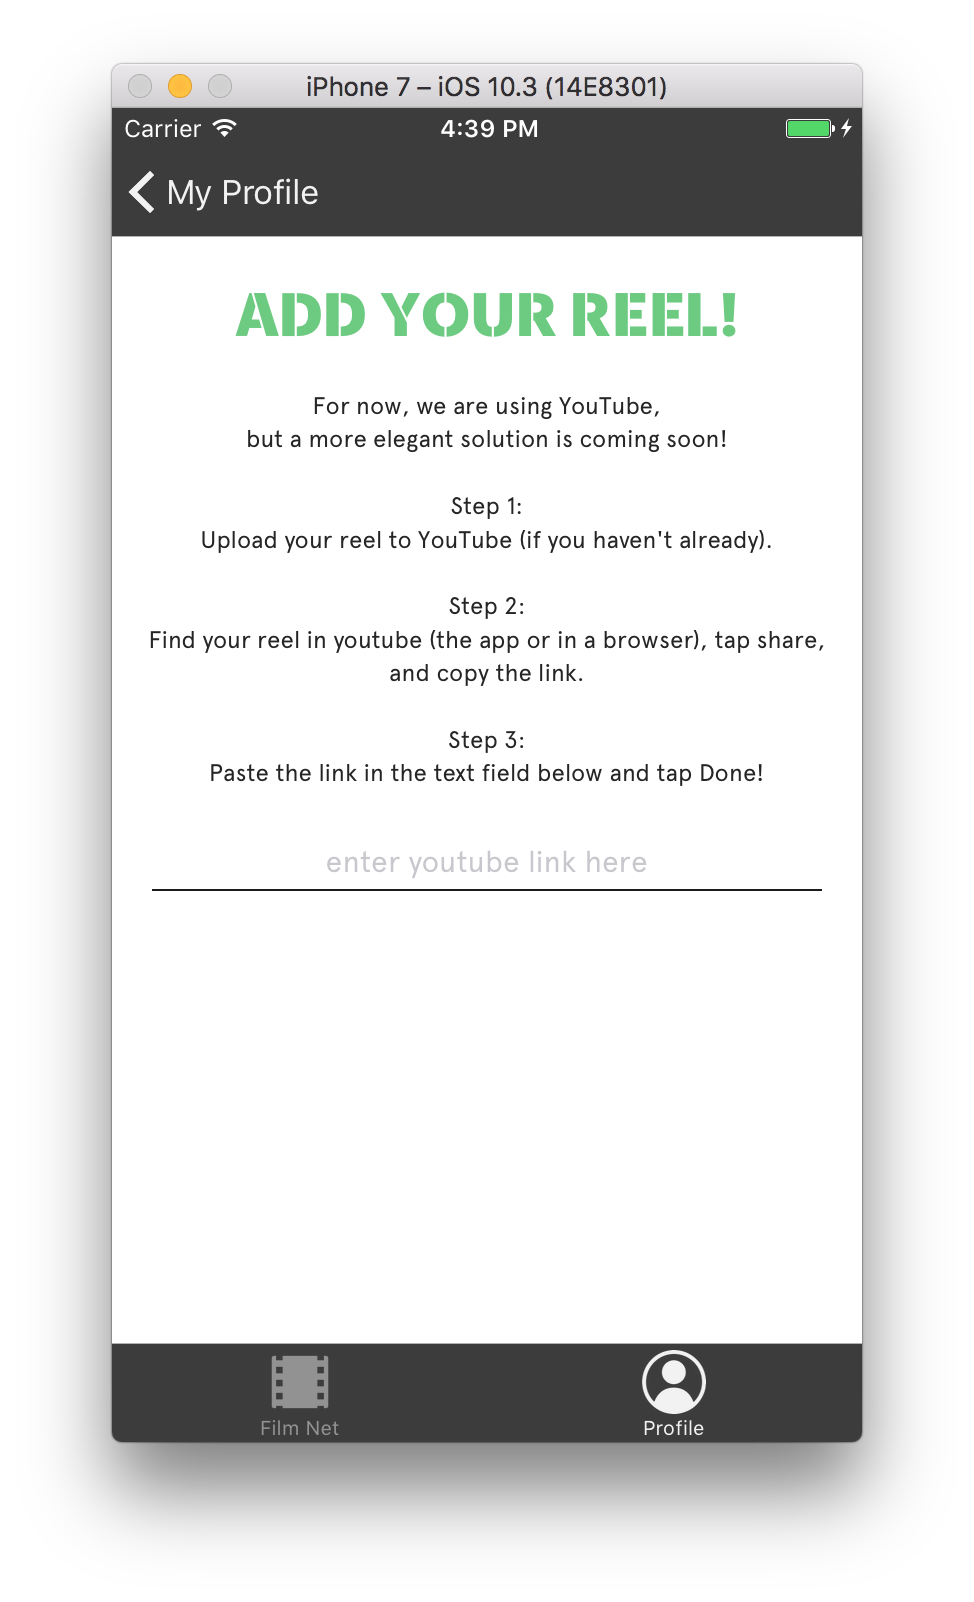 iPhone 7 – iOS 10.3 (14E8301)
Carrier 4:39 PM
My Profile
ADD YOUR REEL!
For now, we are using YouTube,
but a more elegant solution is coming soon!
Step 1:
Upload your reel to YouTube (if you haven't already).
Step 2:
Find your reel in youtube (the app or in a browser), tap share,
and copy the link.
Step 3:
Paste the link in the text field below and tap Done!
enter youtube link here
Film Net Profile